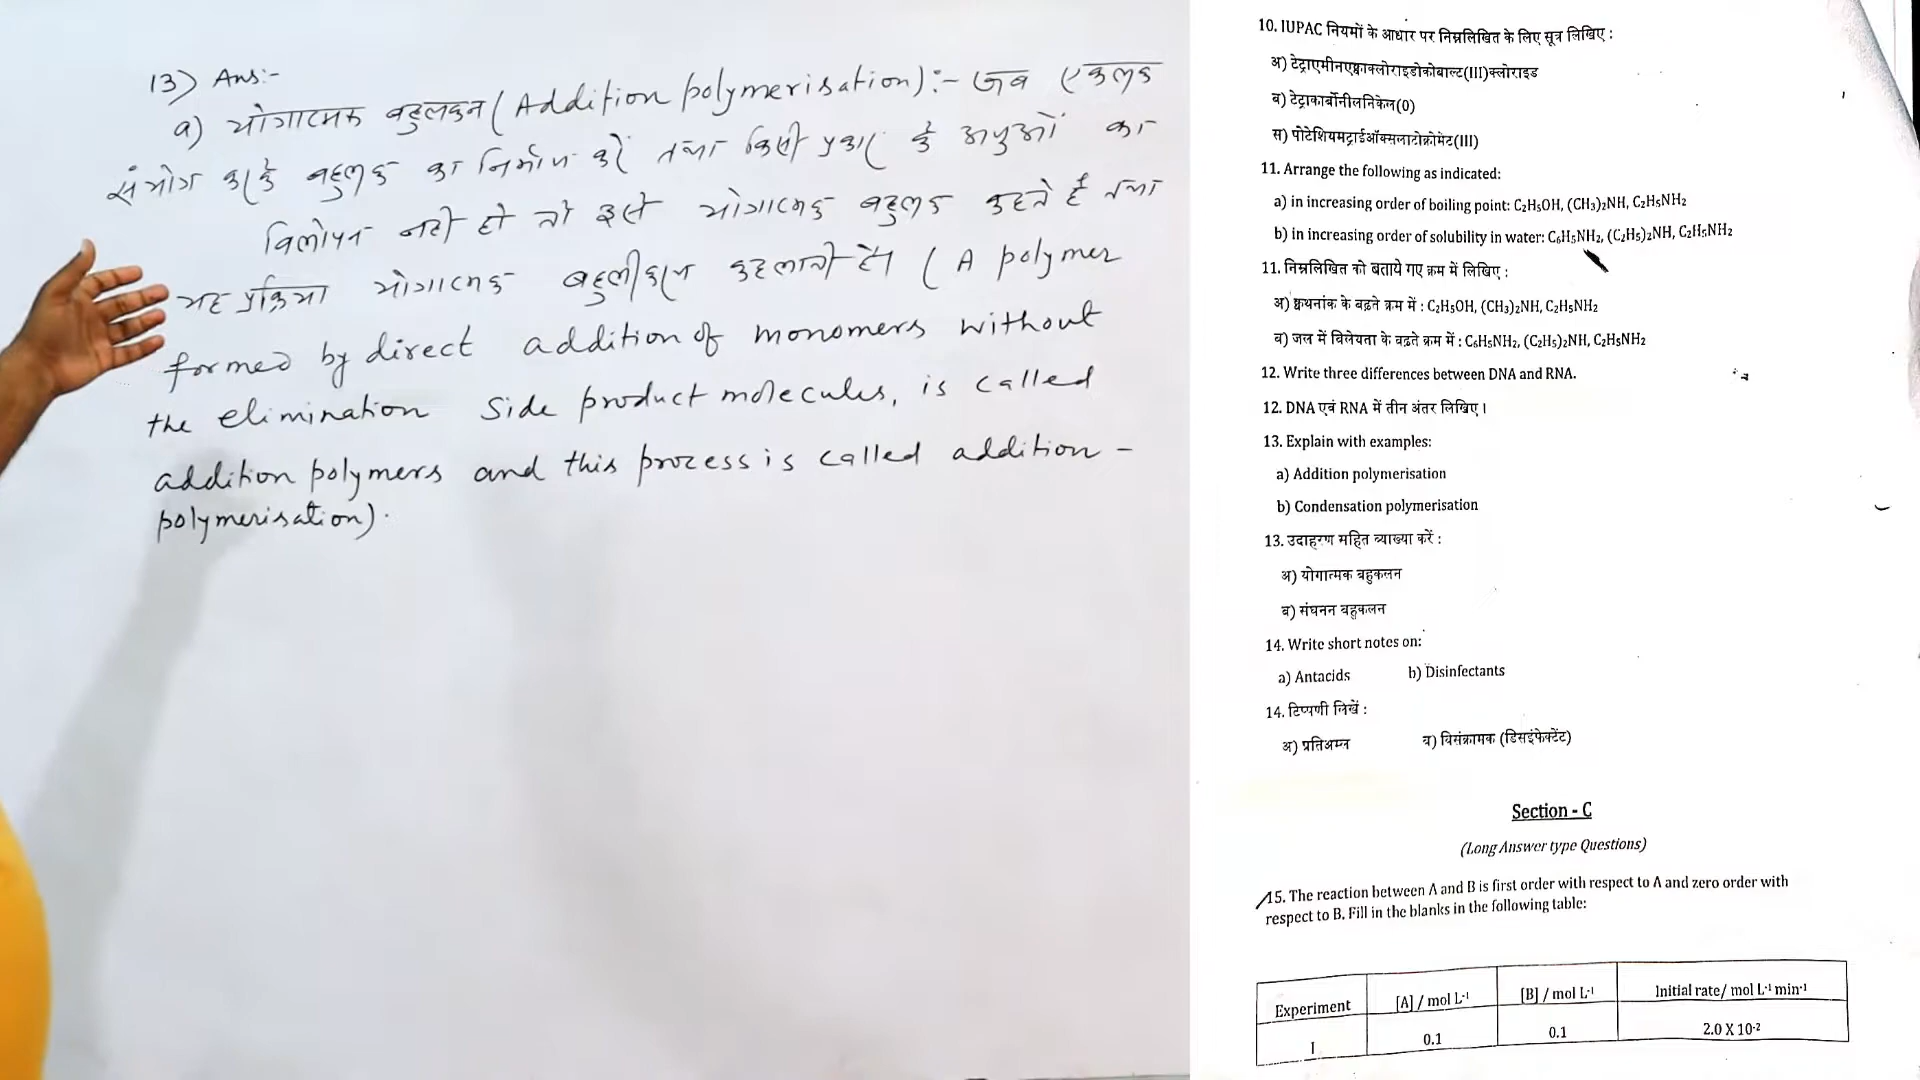 13) Ans:-
a) योगात्मक बहुलकन (Addition polymerisation):- जब एकलक
संयोग करके बहुलक का निर्माण करें तथा किसी प्रकार के अणुओं का
विलोपन नहीं हो तो इसे योगात्मक बहुलक कहते हैं तथा
यह प्रक्रिया योगात्मक बहुलीकरण कहलाती है। (A polymer
formed by direct addition of monomers without
the elimination side product molecules, is called
addition polymers and this process is called addition -
polymerisation).
10. IUPAC नियमों के आधार पर निम्नलिखित के लिए सूत्र लिखिए :
अ) टेट्राएमीनएक्वाक्लोराइडोकोबाल्ट(III)क्लोराइड
ब) टेट्राकार्बोनीलनिकेल(0)
स) पोटेशियमट्राईऑक्सलाटोक्रोमेट(III)
11. Arrange the following as indicated:
a) in increasing order of boiling point: C₂H₅OH, (CH₃)₂NH, C₂H₅NH₂
b) in increasing order of solubility in water: C₆H₅NH₂, (C₂H₅)₂NH, C₂H₅NH₂
11. निम्नलिखित को बताये गए क्रम में लिखिए :
अ) क्वथनांक के बढ़ते क्रम में : C₂H₅OH, (CH₃)₂NH, C₂H₅NH₂
ब) जल में विलेयता के बढ़ते क्रम में : C₆H₅NH₂, (C₂H₅)₂NH, C₂H₅NH₂
12. Write three differences between DNA and RNA.
12. DNA एवं RNA में तीन अंतर लिखिए।
13. Explain with examples:
a) Addition polymerisation
b) Condensation polymerisation
13. उदाहरण सहित व्याख्या करें :
अ) योगात्मक बहुकलन
ब) संघनन बहुकलन
14. Write short notes on:
a) Antacids b) Disinfectants
14. टिप्पणी लिखें :
अ) प्रतिअम्ल ब) विसंक्रामक (डिसइंफेक्टेंट)
Section - C
(Long Answer type Questions)
15. The reaction between A and B is first order with respect to A and zero order with
respect to B. Fill in the blanks in the following table:
Experiment [A] / mol L⁻¹ [B] / mol L⁻¹ Initial rate/ mol L⁻¹ min⁻¹
I 0.1 0.1 2.0 X 10⁻²